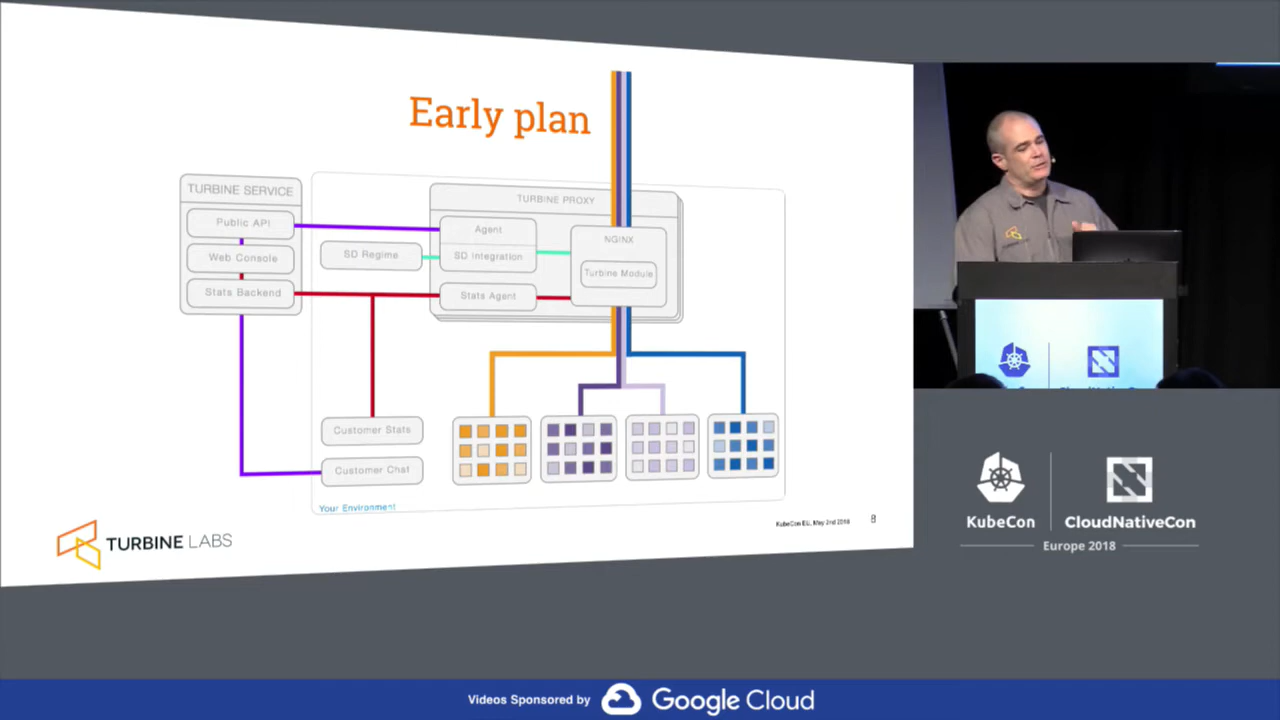 Early plan
TURBINE SERVICE
Public API
Web Console
Stats Backend
TURBINE PROXY
Agent
SD Regime
SD Integration
Stats Agent
NGINX
Turbine Module
Customer Stats
Customer Chat
Your Environment
KubeCon EU, May 2nd 2018
8
TURBINE LABS
KubeCon
CloudNativeCon
Europe 2018
Videos Sponsored by Google Cloud